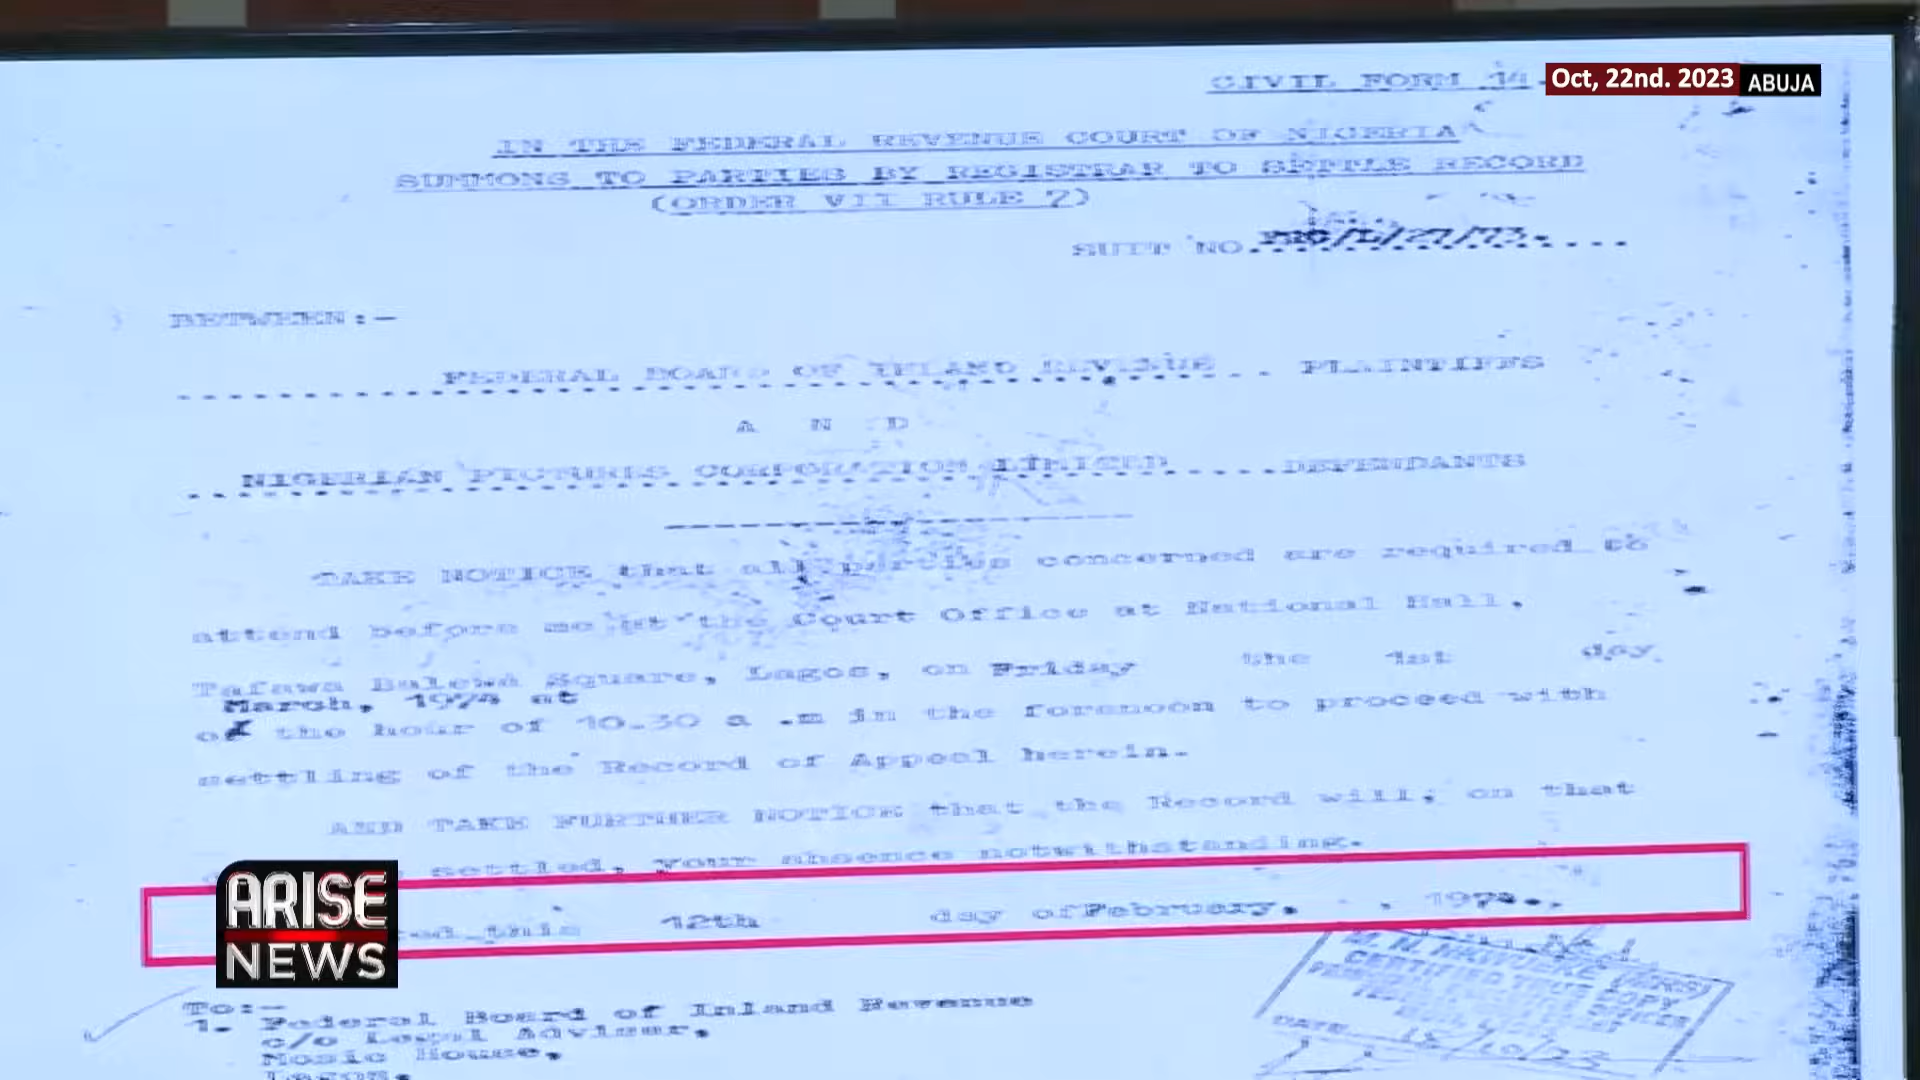 Oct, 22nd. 2023 ABUJA
CIVIL FORM 14.
IN THE FEDERAL REVENUE COURT OF NIGERIA
SUMMONS TO PARTIES BY REGISTRAR TO SETTLE RECORD
(ORDER VII RULE 7)
SUIT NO. FRC/L/27/73.
BETWEEN:-
FEDERAL BOARD OF INLAND REVENUE ... PLAINTIFFS
A N D
NIGERIAN PICTURES CORPORATION LIMITED ..... DEFENDANTS
TAKE NOTICE that all parties concerned are required to
attend before me at the Court Office at National Hall,
Tafawa Balewa Square, Lagos, on Friday the 1st day
March, 1974 at
of the hour of 10.30 a .m in the forenoon to proceed with
settling of the Record of Appeal herein.
AND TAKE FURTHER NOTICE that the Record will, on that
settled, your absence notwithstanding.
this 12th day of February, , 1974.
CERTIFIED TRUE COPY
DATE
To:-
1. Federal Board of Inland Revenue
c/o Legal Adviser,
Mosic House,
Lagos.
ARISE
NEWS